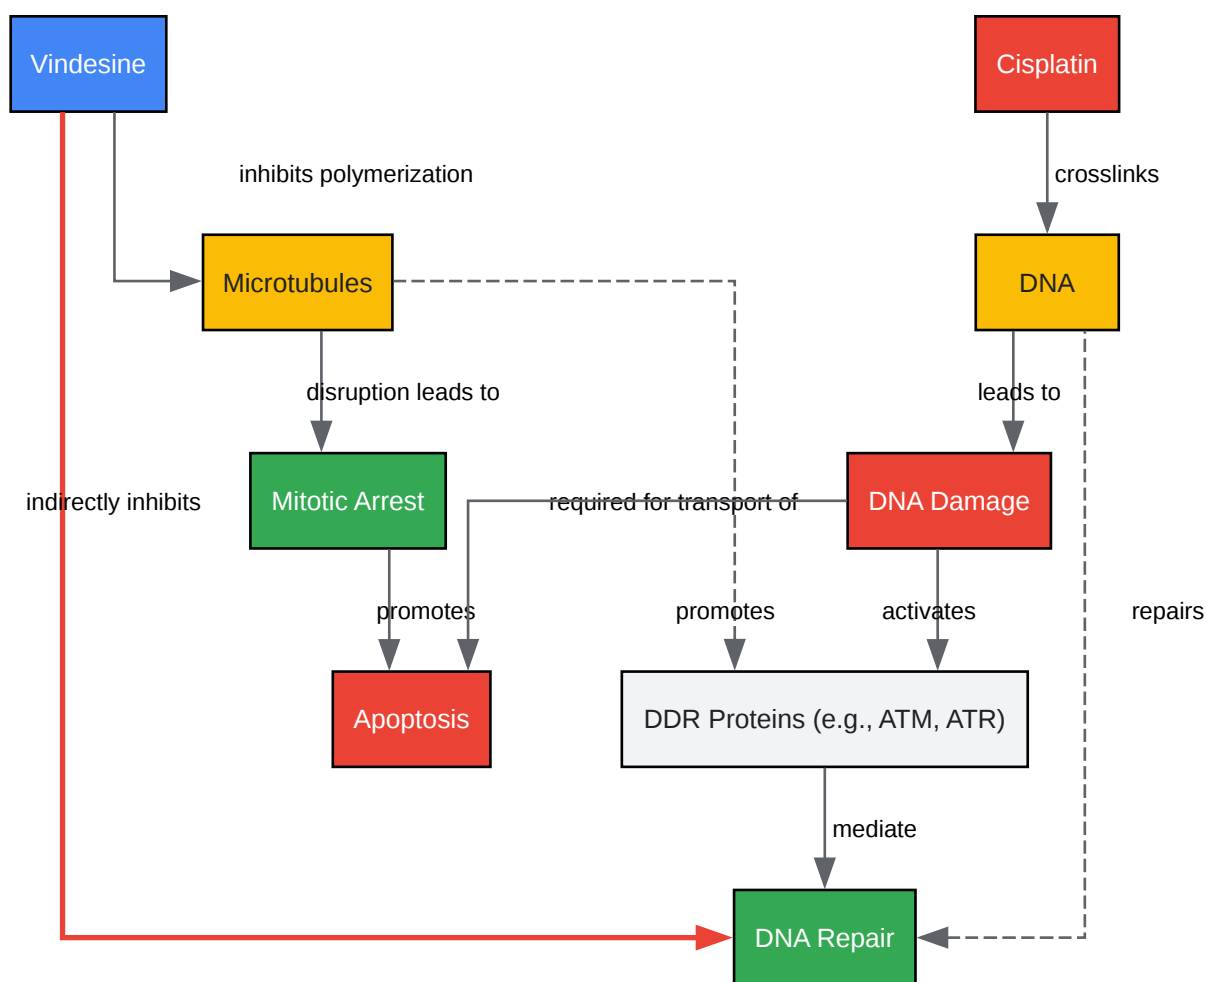 Vindesine
Cisplatin
inhibits polymerization
crosslinks
Microtubules
DNA
disruption leads to
leads to
indirectly inhibits
Mitotic Arrest
required for transport of
DNA Damage
promotes
promotes
activates
repairs
Apoptosis
DDR Proteins (e.g., ATM, ATR)
mediate
DNA Repair